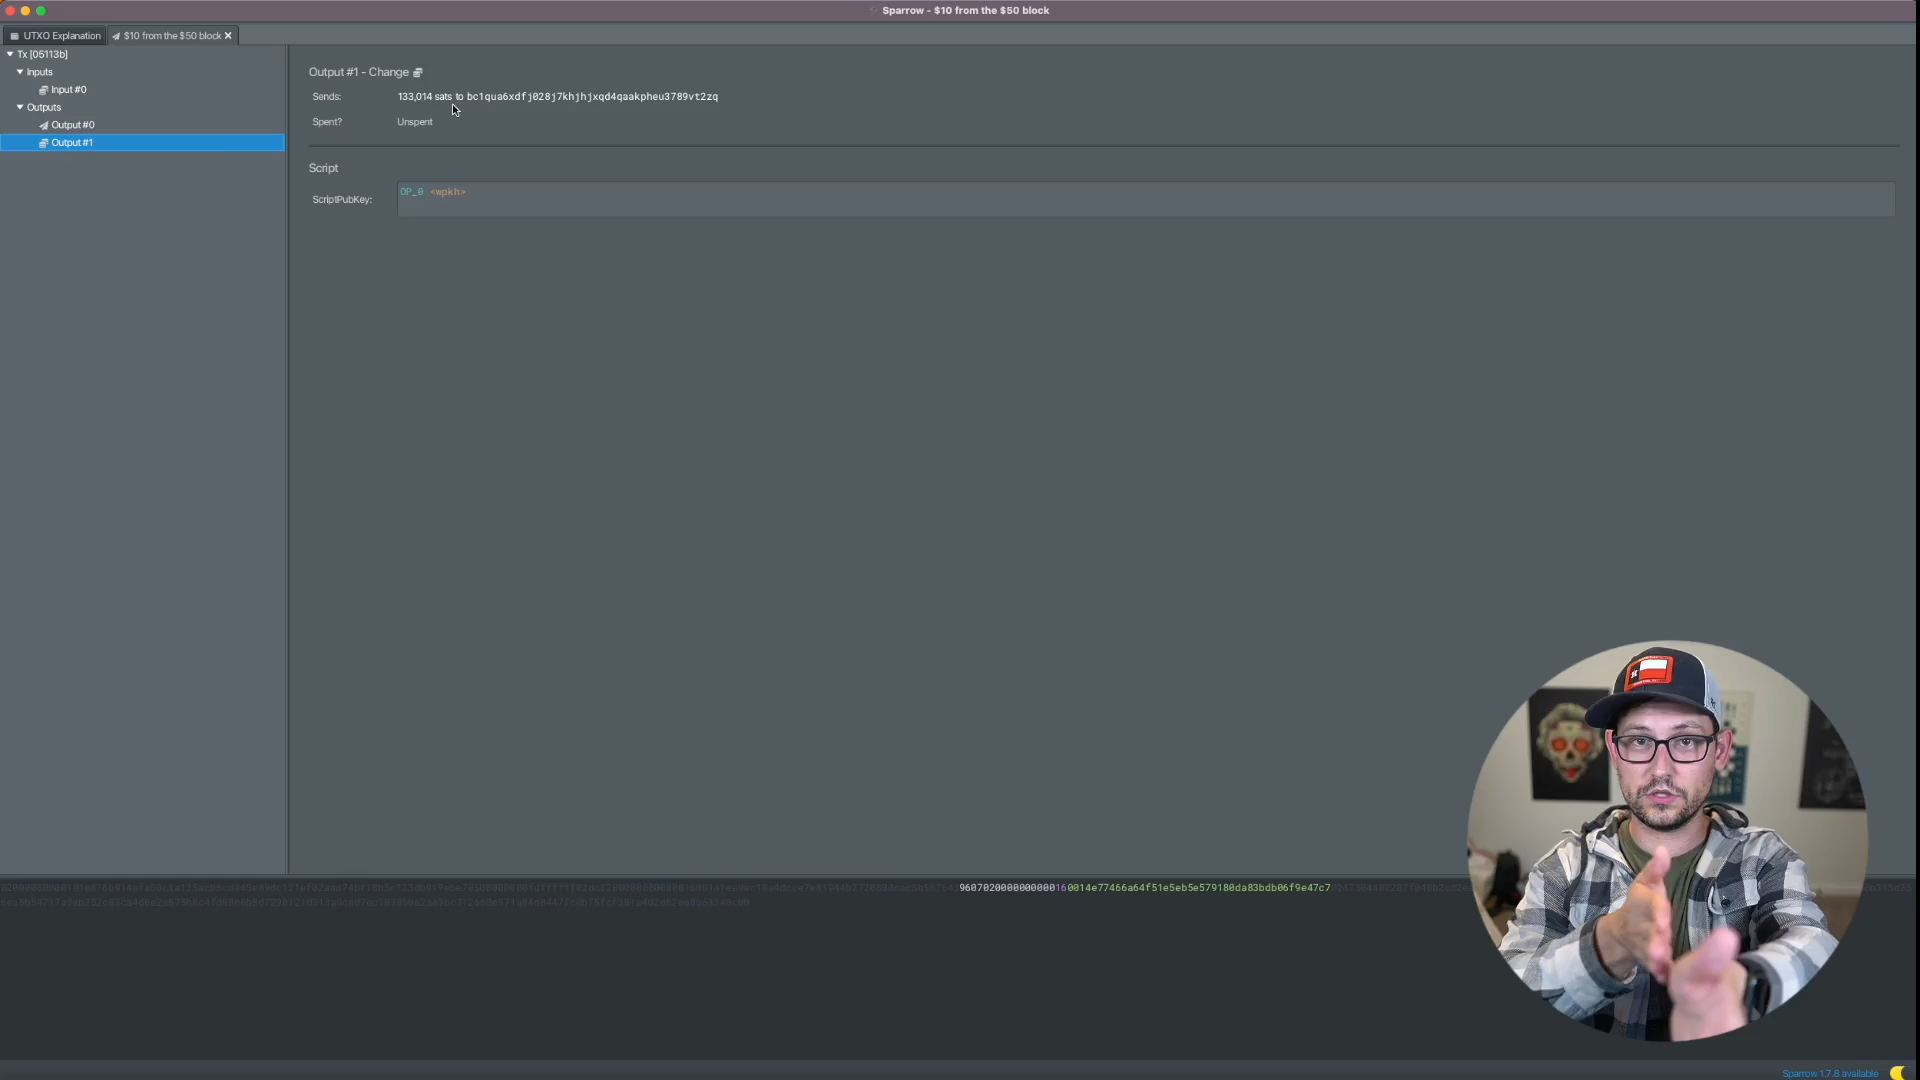 Sparrow - $10 from the $50 block
UTXO Explanation
$10 from the $50 block
Tx [05113b]
Inputs
Input #0
Outputs
Output #0
Output #1
Output #1 - Change
Sends:
133,014 sats to bc1qua6xdfj028j7khjhjxqd4qaakpheu3789vt2zq
Spent?
Unspent
Script
ScriptPubKey:
OP_0 <wpkh>
9607020000000000160014e77466a64f51e5eb5e579180da83bdb06f9e47c7
Sparrow 1.7.8 available